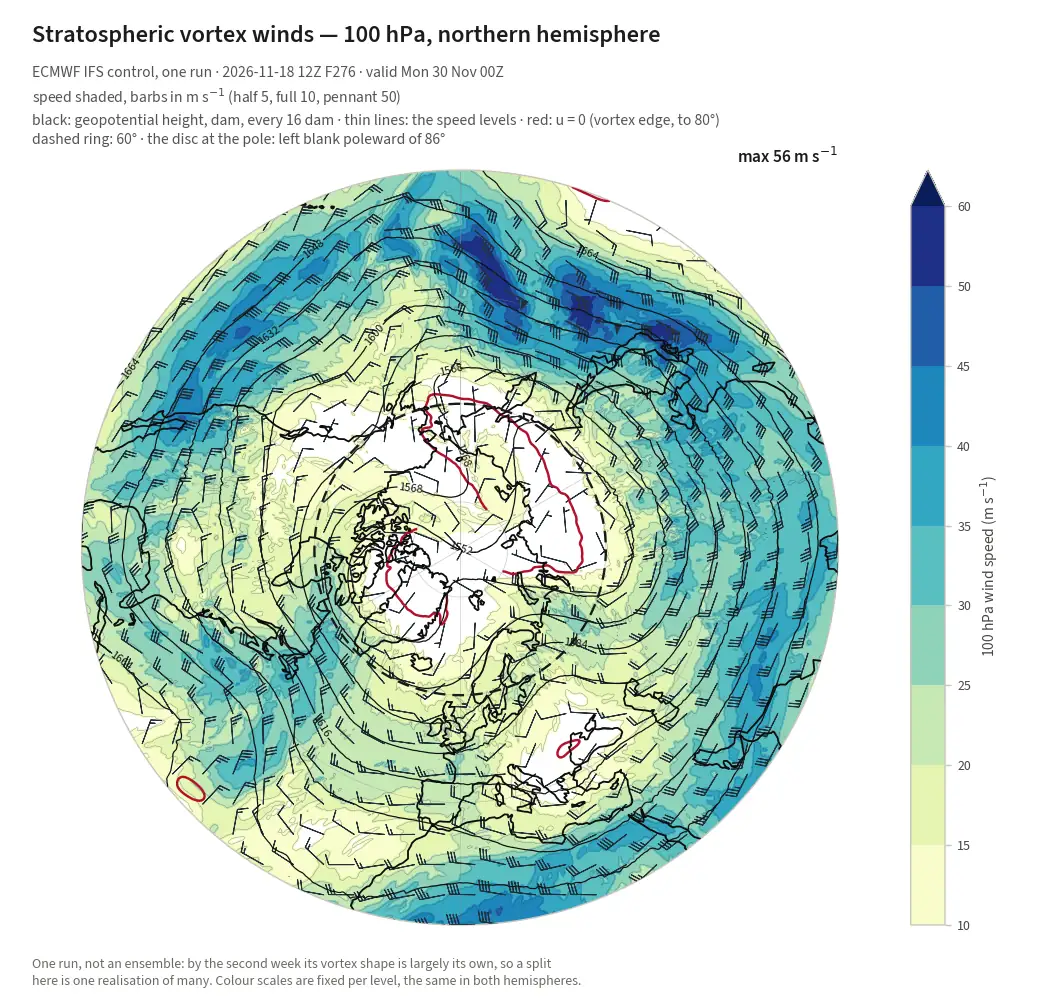 Stratospheric vortex winds — 100 hPa, northern hemisphere
ECMWF IFS control, one run · 2026-11-18 12Z F276 · valid Mon 30 Nov 00Z
speed shaded, barbs in m s⁻¹ (half 5, full 10, pennant 50)
black: geopotential height, dam, every 16 dam · thin lines: the speed levels · red: u = 0 (vortex edge, to 80°)
dashed ring: 60° · the disc at the pole: left blank poleward of 86°
max 56 m s⁻¹
60
50
45
40
35
30
25
20
15
10
100 hPa wind speed (m s⁻¹)
1664
1632
1600
1568
1664
1568
1552
1616
One run, not an ensemble: by the second week its vortex shape is largely its own, so a split
here is one realisation of many. Colour scales are fixed per level, the same in both hemispheres.